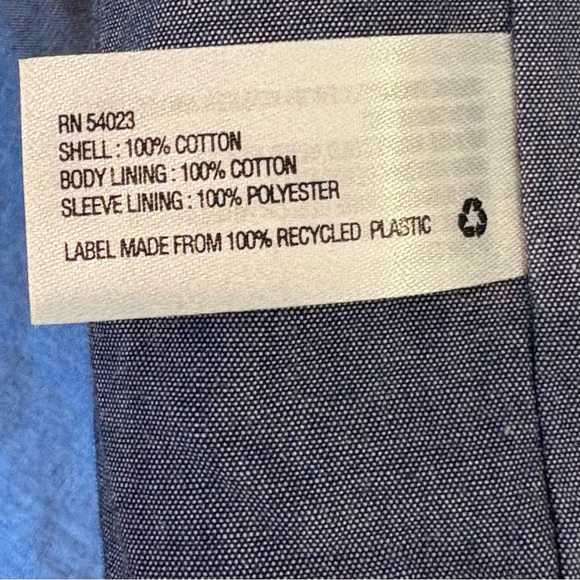 RN 54023
SHELL : 100% COTTON
BODY LINING : 100% COTTON
SLEEVE LINING : 100% POLYESTER
LABEL MADE FROM 100% RECYCLED PLASTIC